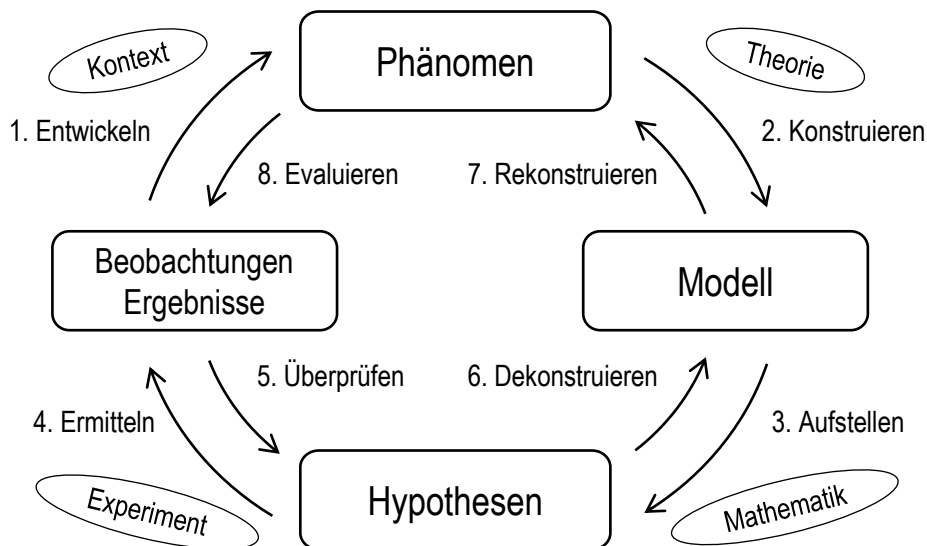 Kontext
Phänomen
Theorie
1. Entwickeln
2. Konstruieren
8. Evaluieren
7. Rekonstruieren
Beobachtungen
Ergebnisse
Modell
5. Überprüfen
6. Dekonstruieren
4. Ermitteln
3. Aufstellen
Experiment
Hypothesen
Mathematik